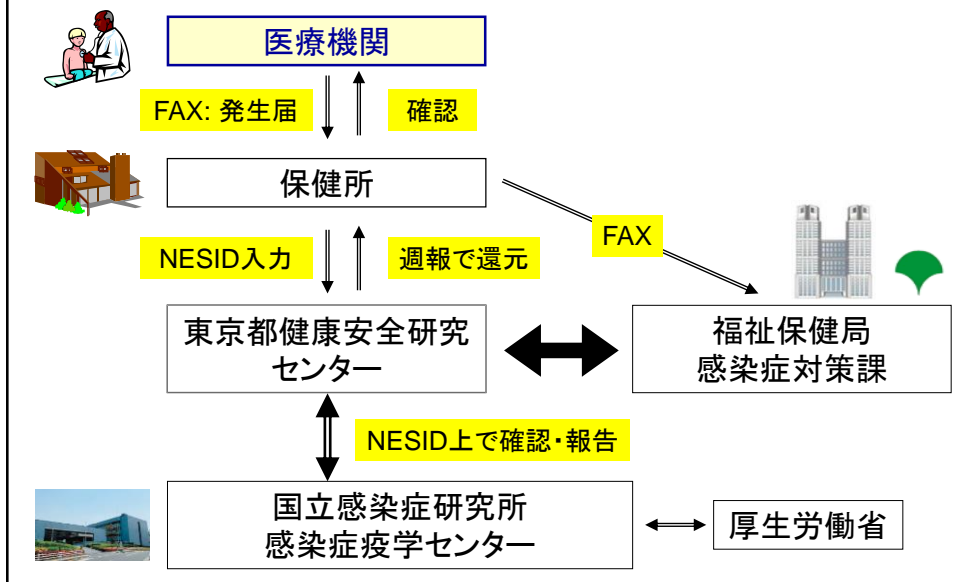 医療機関
FAX: 発生届
確認
保健所
FAX
NESID入力
週報で還元
東京都健康安全研究
センター
福祉保健局
感染症対策課
NESID上で確認・報告
国立感染症研究所
感染症疫学センター
厚生労働省